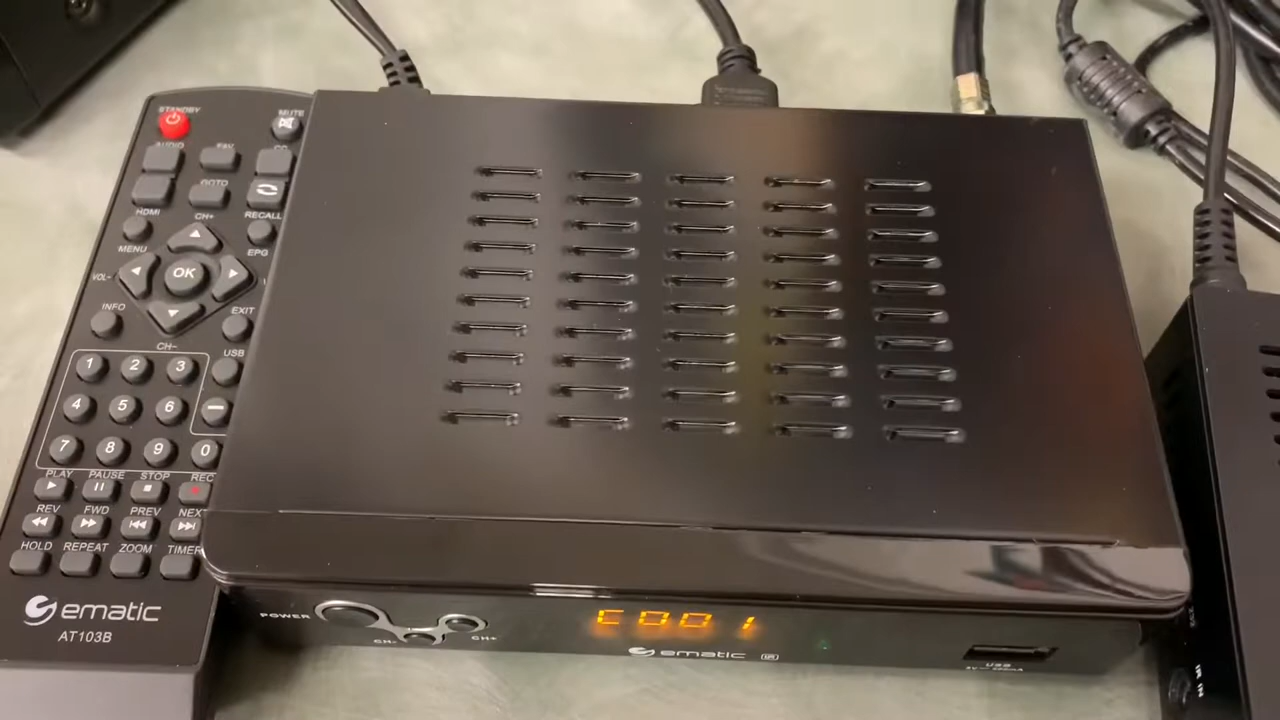 STANDBY
MUTE
AUDIO
FAV
GOTO
HDMI
CH+
RECALL
MENU
EPG
VOL-
OK
INFO
EXIT
CH-
USB
1 2 3
4 5 6
7 8 9 0
PLAY PAUSE STOP REC
REV FWD PREV NEXT
HOLD REPEAT ZOOM TIMER
ematic
AT103B
POWER
CH-
CH+
C001
ematic
USB